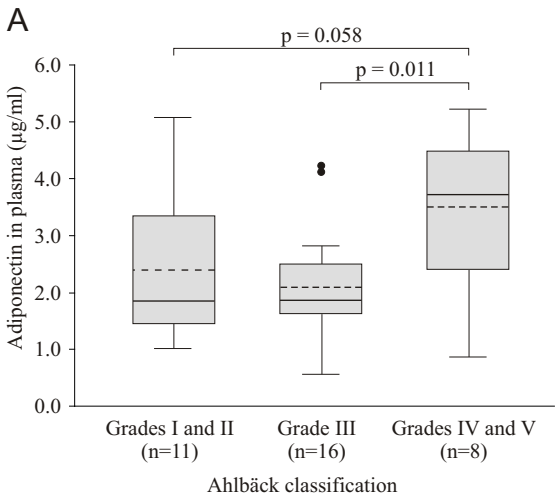 A
p = 0.058
p = 0.011
Adiponectin in plasma (µg/ml)
6.0
5.0
4.0
3.0
2.0
1.0
0.0
Grades I and II Grade III Grades IV and V
(n=11) (n=16) (n=8)
Ahlbäck classification